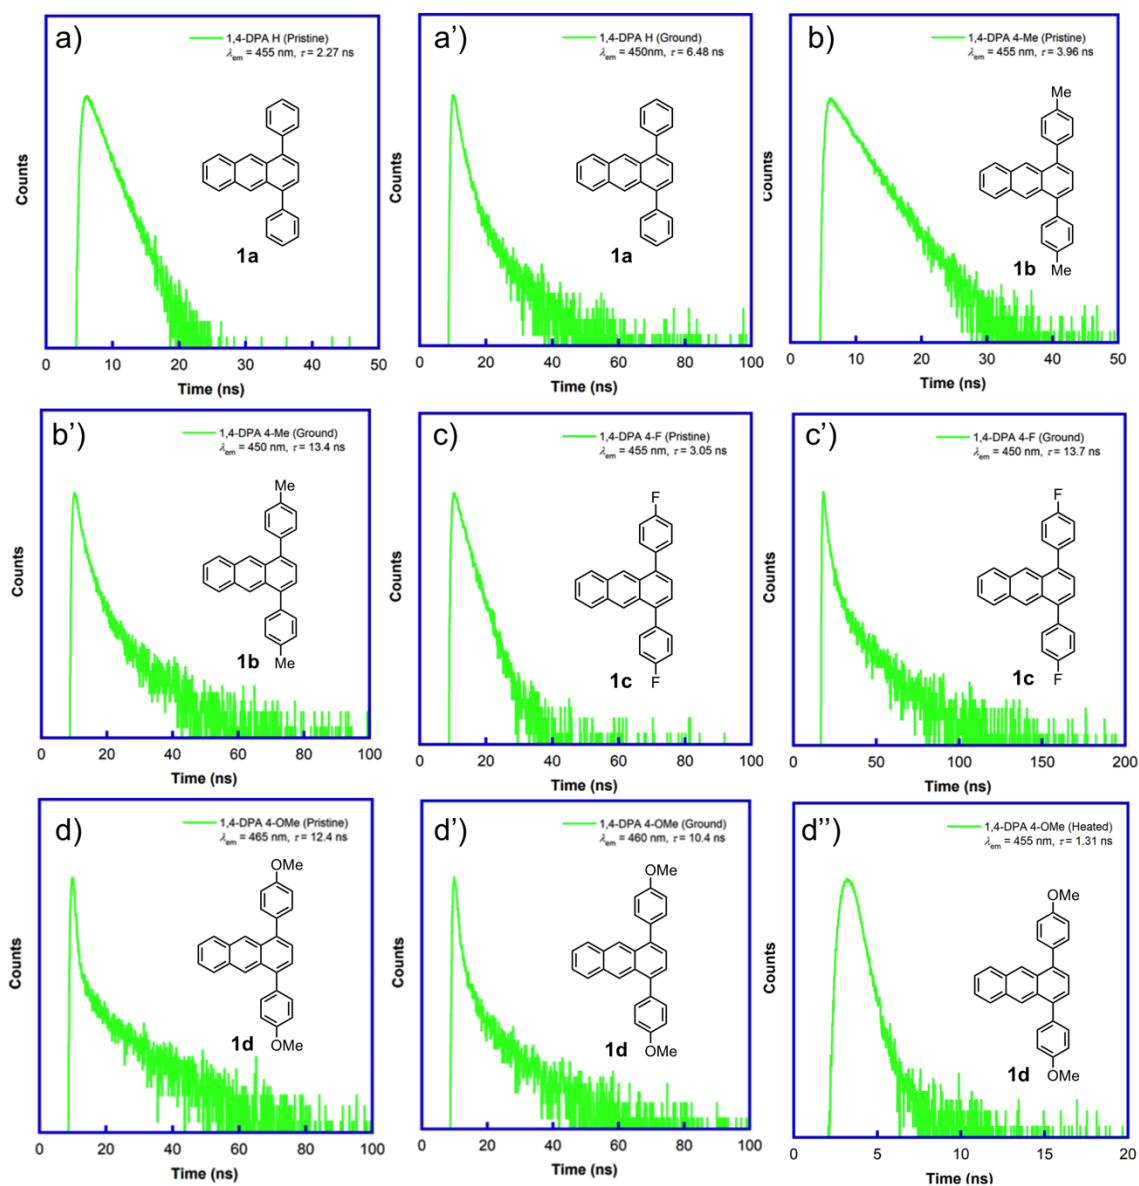 a)
1,4-DPA H (Pristine)
λem = 455 nm, τ = 2.27 ns
1a
Counts
0 10 20 30 40 50
Time (ns)
a’)
1,4-DPA H (Ground)
λem = 450nm, τ = 6.48 ns
1a
Counts
0 20 40 60 80 100
Time (ns)
b)
1,4-DPA 4-Me (Pristine)
λem = 455 nm, τ = 3.96 ns
Me
1b
Me
Counts
0 10 20 30 40 50
Time (ns)
b’)
1,4-DPA 4-Me (Ground)
λem = 450 nm, τ = 13.4 ns
Me
1b
Me
Counts
0 20 40 60 80 100
Time (ns)
c)
1,4-DPA 4-F (Pristine)
λem = 455 nm, τ = 3.05 ns
F
1c
F
Counts
0 20 40 60 80 100
Time (ns)
c’)
1,4-DPA 4-F (Ground)
λem = 450 nm, τ = 13.7 ns
F
1c
F
Counts
0 50 100 150 200
Time (ns)
d)
1,4-DPA 4-OMe (Pristine)
λem = 465 nm, τ = 12.4 ns
OMe
1d
OMe
Counts
0 20 40 60 80 100
Time (ns)
d’)
1,4-DPA 4-OMe (Ground)
λem = 460 nm, τ = 10.4 ns
OMe
1d
OMe
Counts
0 20 40 60 80 100
Time (ns)
d’’)
1,4-DPA 4-OMe (Heated)
λem = 455 nm, τ = 1.31 ns
OMe
1d
OMe
Counts
0 5 10 15 20
Time (ns)